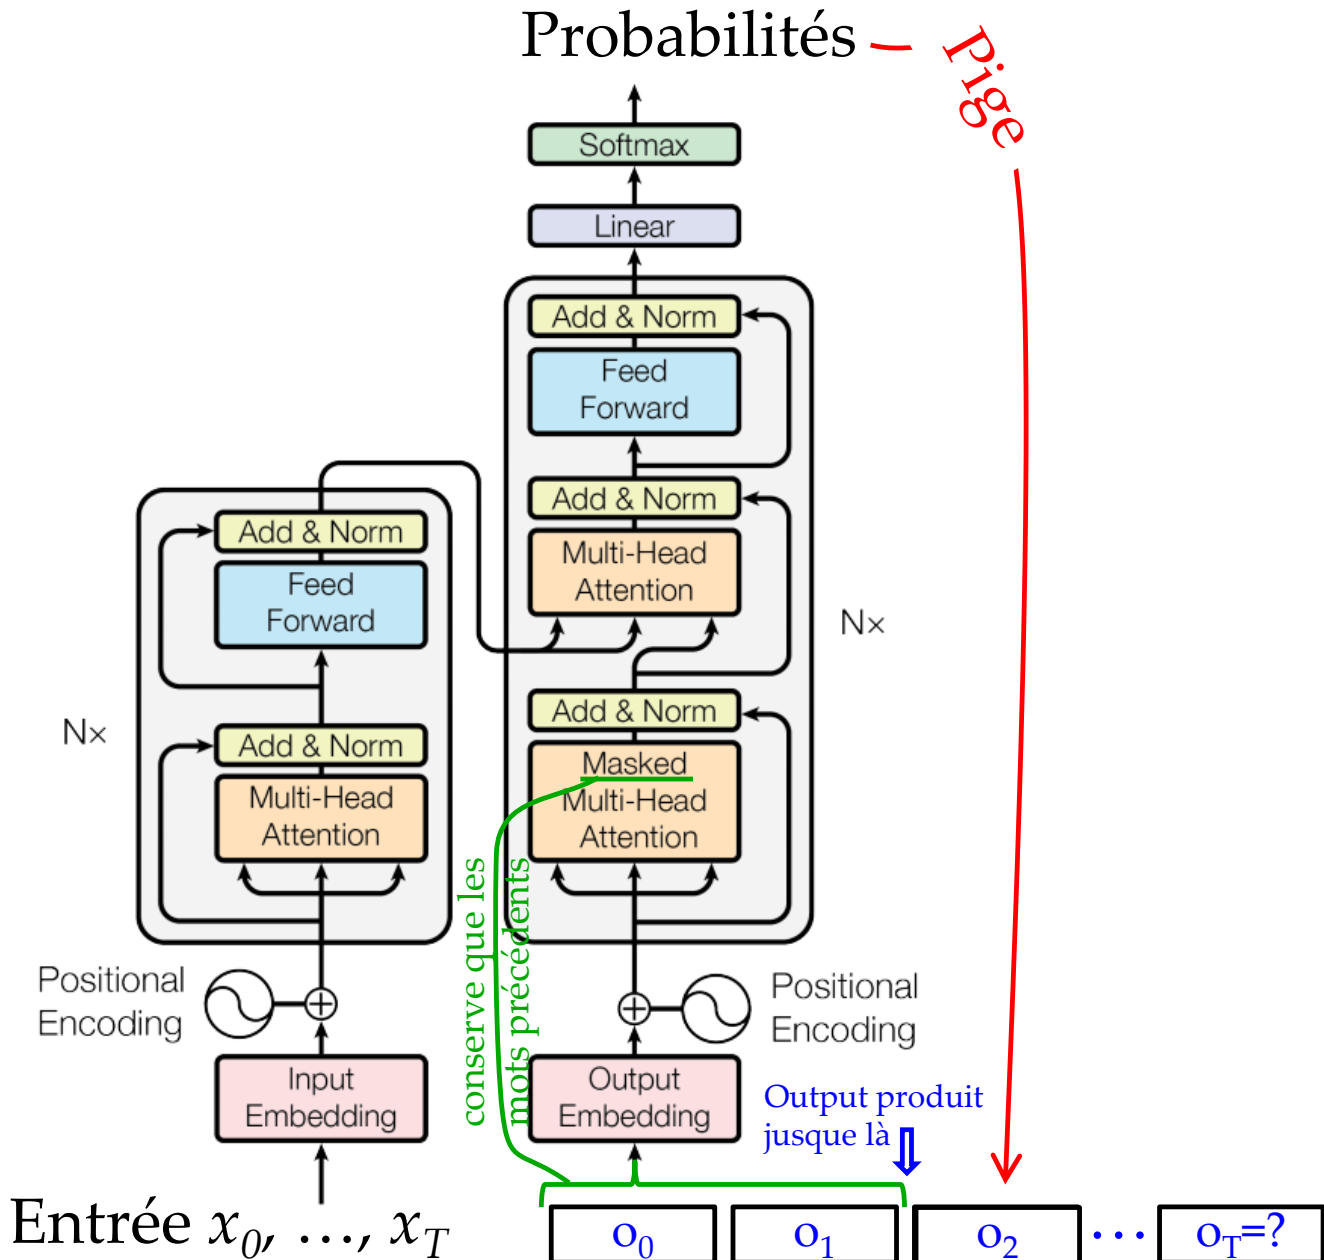 Probabilités
Pige
Softmax
Linear
Add & Norm
Feed
Forward
Add & Norm
Multi-Head
Attention
Nx
Add & Norm
Masked
Multi-Head
Attention
Add & Norm
Feed
Forward
Nx
Add & Norm
Multi-Head
Attention
conserve que les
mots précédents
Positional
Encoding
Positional
Encoding
Input
Embedding
Output
Embedding
Output produit
jusque là
Entrée x0, …, xT
o0
o1
o2
…
oT=?